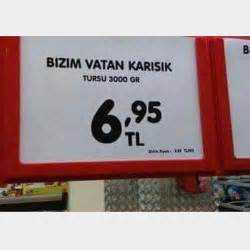 BIZIM VATAN KARISIK
TURSU 3000 GR
6,95
TL
B